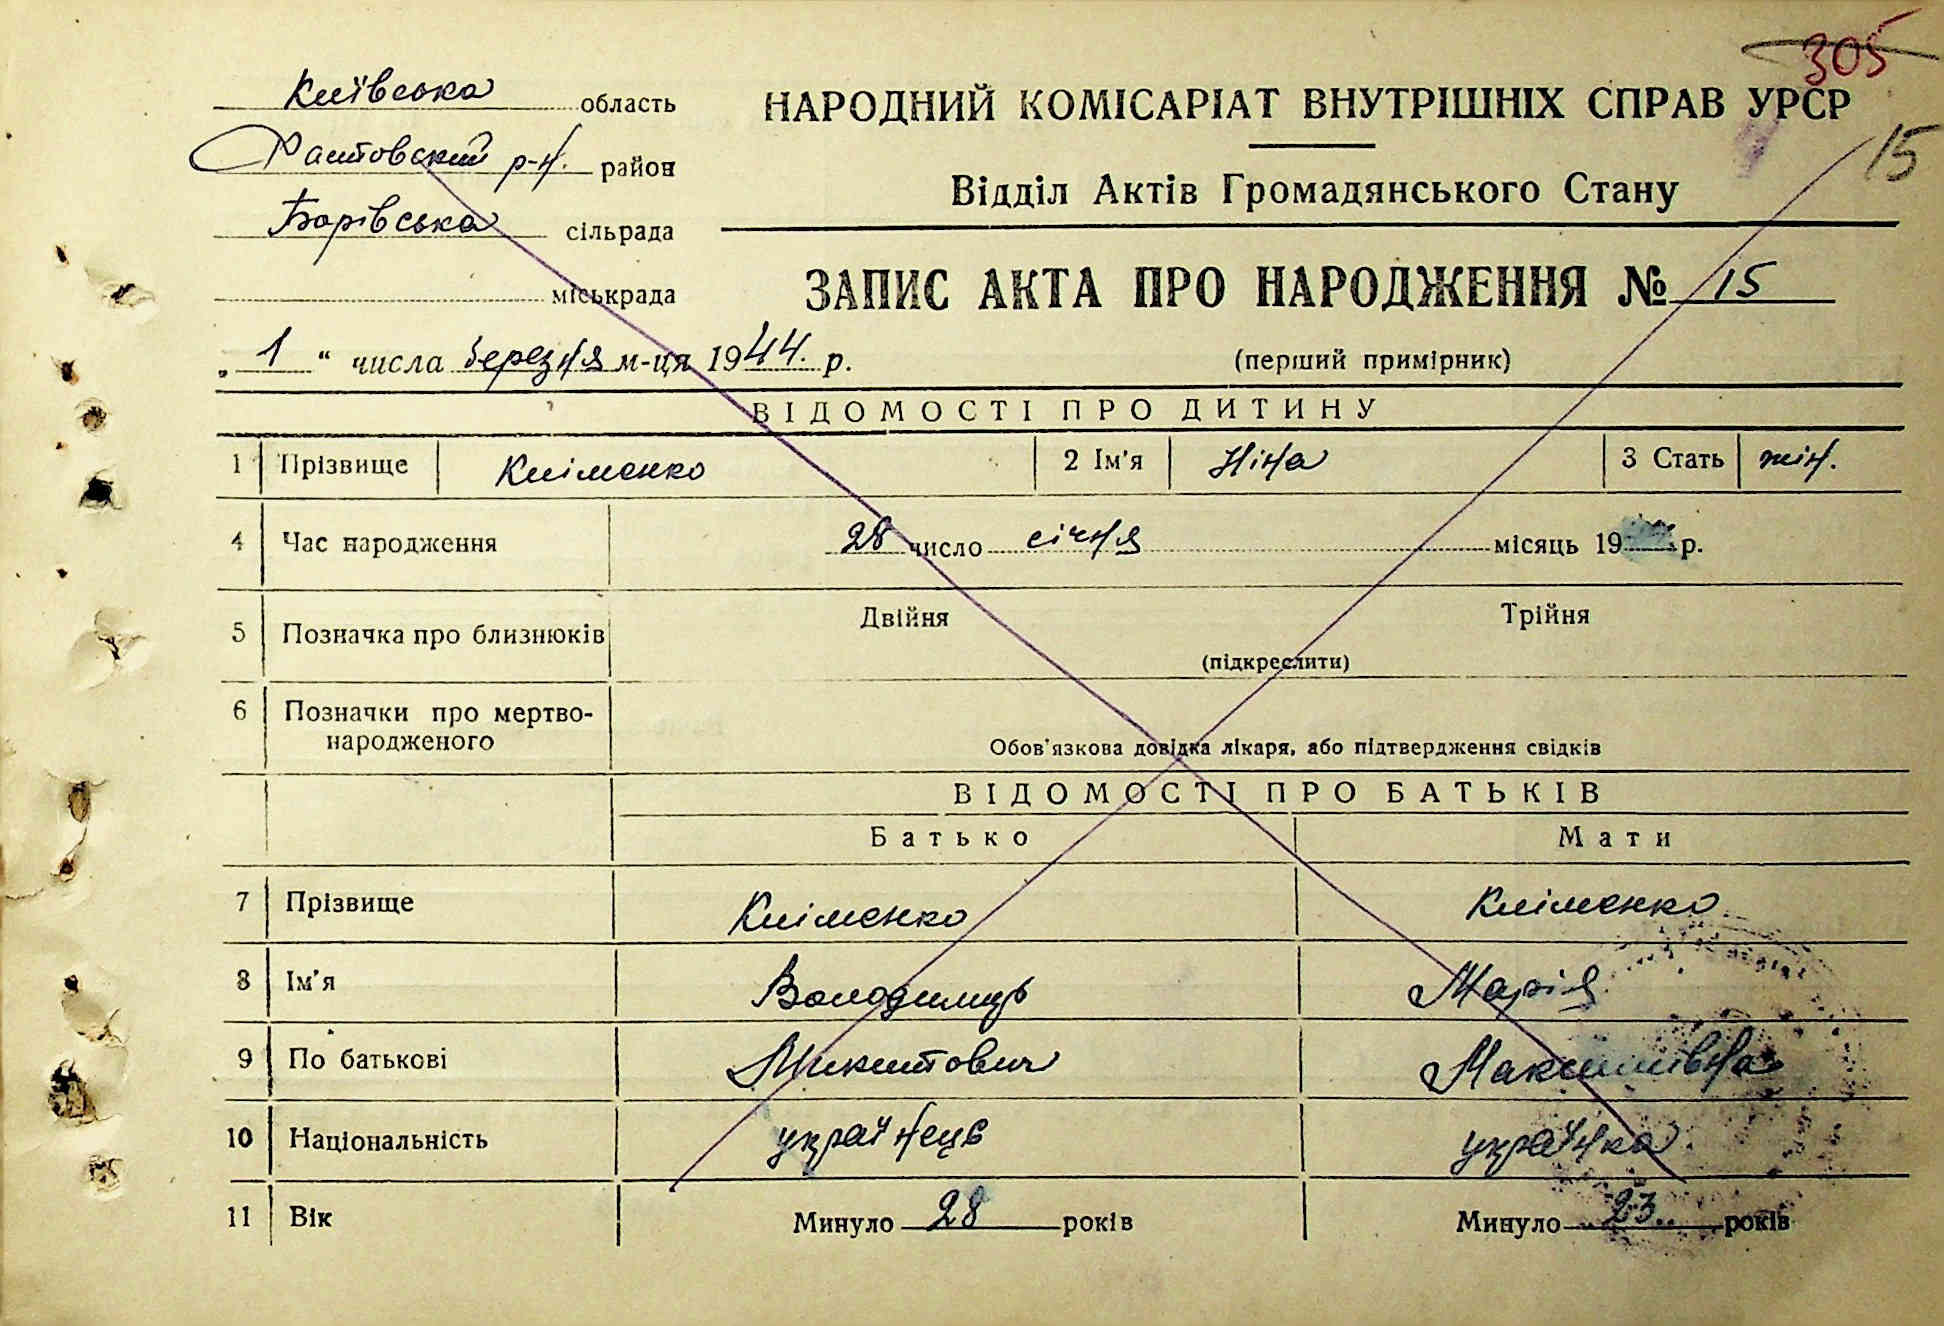 305
Київська область
НАРОДНИЙ КОМІСАРІАТ ВНУТРІШНІХ СПРАВ УРСР
Фастовский р-н. район
15
Відділ Актів Громадянського Стану
Борівська сільрада
міськрада
ЗАПИС АКТА ПРО НАРОДЖЕННЯ № 15
„ 1 “ числа березня м-ця 1944. р.
(перший примірник)
ВІДОМОСТІ ПРО ДИТИНУ
1 Прізвище Кліменко 2 Ім'я Ніна 3 Стать жін.
4 Час народження 28 число січня місяць 19 р.
5 Позначка про близнюків Двійня Трійня
(підкреслити)
6 Позначки про мертво-
народженого
Обов'язкова довідка лікаря, або підтвердження свідків
ВІДОМОСТІ ПРО БАТЬКІВ
Батько Мати
7 Прізвище Кліменко Кліменко
8 Ім'я Володимир Марія
9 По батькові Микитович Максимівна
10 Національність українець українка
11 Вік Минуло 28 років Минуло 23 років